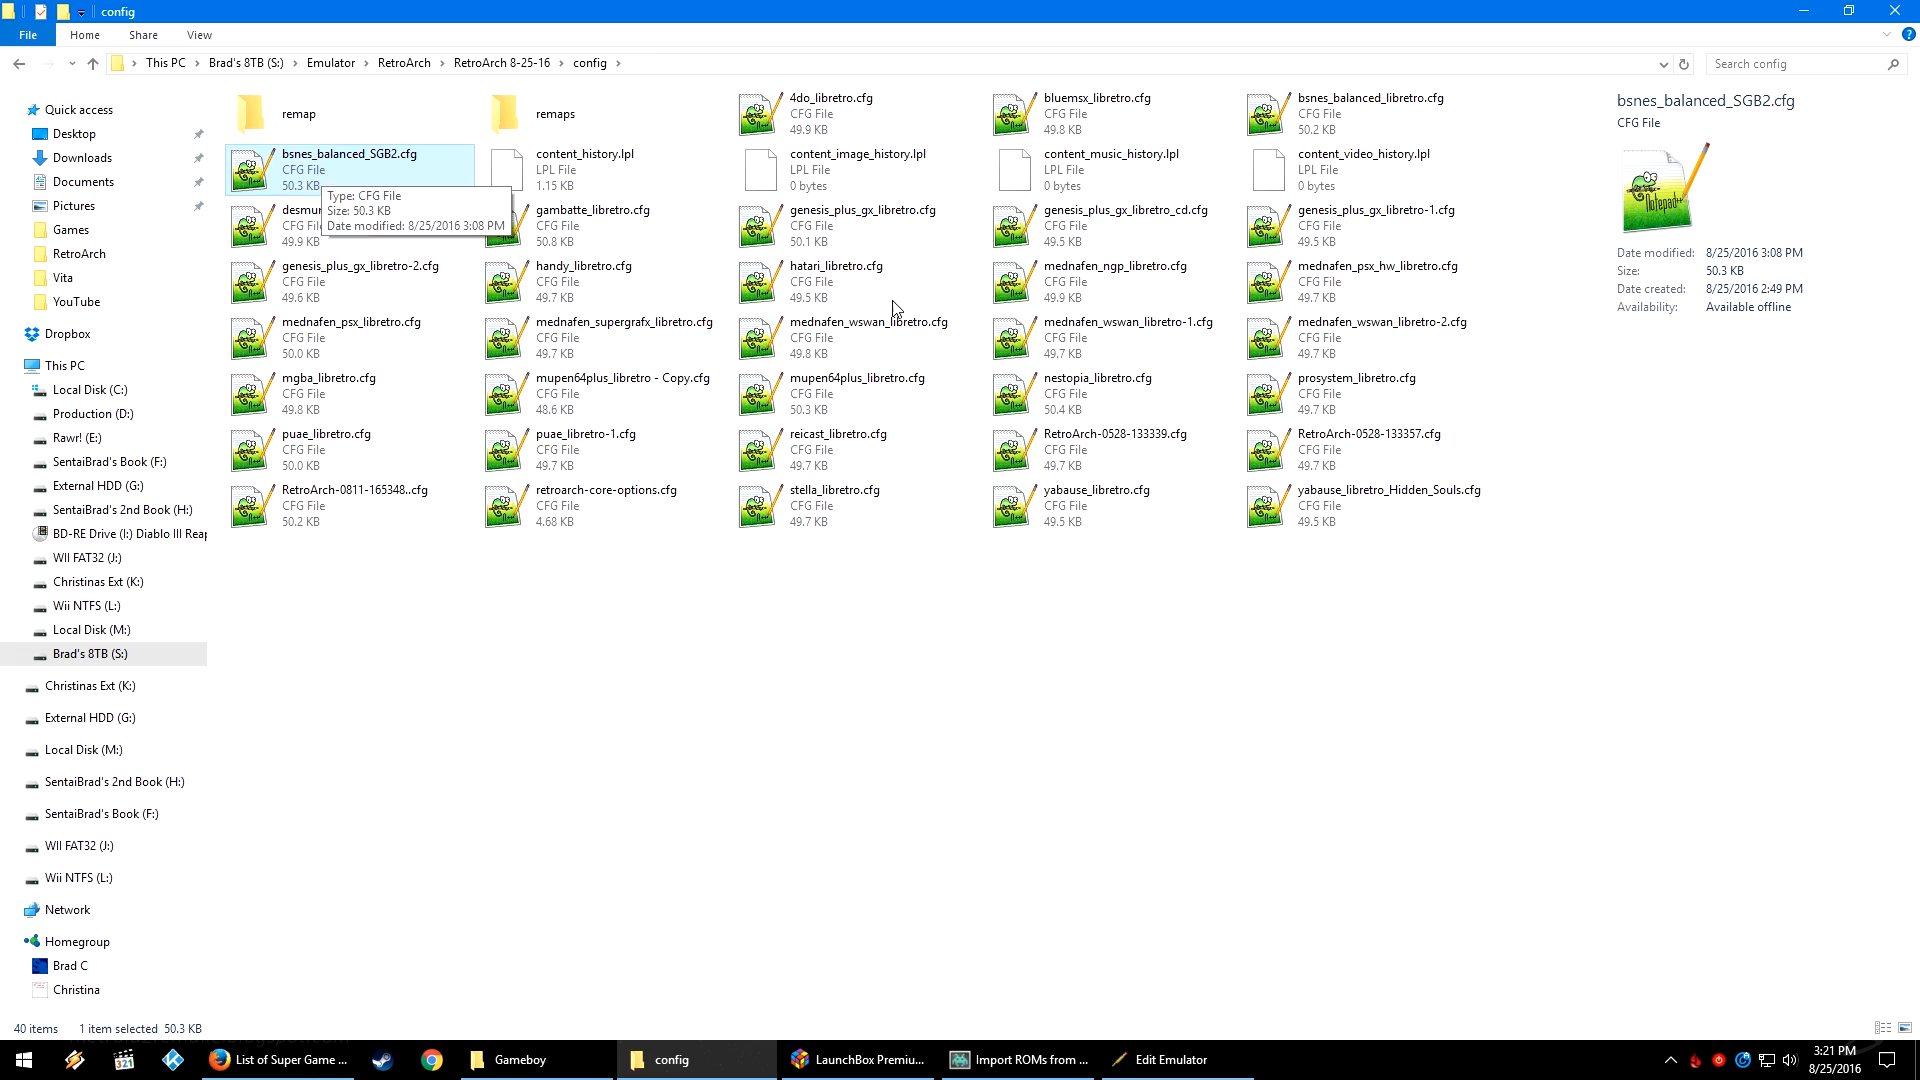 config
File
Home
Share
View
This PC
Brad's 8TB (S:)
Emulator
RetroArch
RetroArch 8-25-16
config
Search config
Quick access
Desktop
Downloads
Documents
Pictures
Games
RetroArch
Vita
YouTube
Dropbox
This PC
Local Disk (C:)
Production (D:)
Rawr! (E:)
SentaiBrad's Book (F:)
External HDD (G:)
SentaiBrad's 2nd Book (H:)
BD-RE Drive (I:) Diablo III Reap
WII FAT32 (J:)
Christinas Ext (K:)
Wii NTFS (L:)
Local Disk (M:)
Brad's 8TB (S:)
Christinas Ext (K:)
External HDD (G:)
Local Disk (M:)
SentaiBrad's 2nd Book (H:)
SentaiBrad's Book (F:)
WII FAT32 (J:)
Wii NTFS (L:)
Network
Homegroup
Brad C
Christina
remap
remaps
4do_libretro.cfg
CFG File
49.9 KB
bluemsx_libretro.cfg
CFG File
49.8 KB
bsnes_balanced_libretro.cfg
CFG File
50.2 KB
bsnes_balanced_SGB2.cfg
CFG File
50.3 KB
content_history.lpl
LPL File
1.15 KB
content_image_history.lpl
LPL File
0 bytes
content_music_history.lpl
LPL File
0 bytes
content_video_history.lpl
LPL File
0 bytes
Type: CFG File
Size: 50.3 KB
Date modified: 8/25/2016 3:08 PM
desmu
CFG File
49.9 KB
gambatte_libretro.cfg
CFG File
50.8 KB
genesis_plus_gx_libretro.cfg
CFG File
50.1 KB
genesis_plus_gx_libretro_cd.cfg
CFG File
49.5 KB
genesis_plus_gx_libretro-1.cfg
CFG File
49.5 KB
genesis_plus_gx_libretro-2.cfg
CFG File
49.6 KB
handy_libretro.cfg
CFG File
49.7 KB
hatari_libretro.cfg
CFG File
49.5 KB
mednafen_ngp_libretro.cfg
CFG File
49.9 KB
mednafen_psx_hw_libretro.cfg
CFG File
49.7 KB
mednafen_psx_libretro.cfg
CFG File
50.0 KB
mednafen_supergrafx_libretro.cfg
CFG File
49.7 KB
mednafen_wswan_libretro.cfg
CFG File
49.8 KB
mednafen_wswan_libretro-1.cfg
CFG File
49.7 KB
mednafen_wswan_libretro-2.cfg
CFG File
49.7 KB
mgba_libretro.cfg
CFG File
49.8 KB
mupen64plus_libretro - Copy.cfg
CFG File
48.6 KB
mupen64plus_libretro.cfg
CFG File
50.3 KB
nestopia_libretro.cfg
CFG File
50.4 KB
prosystem_libretro.cfg
CFG File
49.7 KB
puae_libretro.cfg
CFG File
50.0 KB
puae_libretro-1.cfg
CFG File
49.7 KB
reicast_libretro.cfg
CFG File
49.7 KB
RetroArch-0528-133339.cfg
CFG File
49.7 KB
RetroArch-0528-133357.cfg
CFG File
49.7 KB
RetroArch-0811-165348..cfg
CFG File
50.2 KB
retroarch-core-options.cfg
CFG File
4.68 KB
stella_libretro.cfg
CFG File
49.7 KB
yabause_libretro.cfg
CFG File
49.5 KB
yabause_libretro_Hidden_Souls.cfg
CFG File
49.5 KB
bsnes_balanced_SGB2.cfg
CFG File
Notepad++
Date modified: 8/25/2016 3:08 PM
Size: 50.3 KB
Date created: 8/25/2016 2:49 PM
Availability: Available offline
40 items
1 item selected 50.3 KB
321
List of Super Game ...
Gameboy
config
LaunchBox Premiu...
Import ROMs from ...
Edit Emulator
3:21 PM
8/25/2016